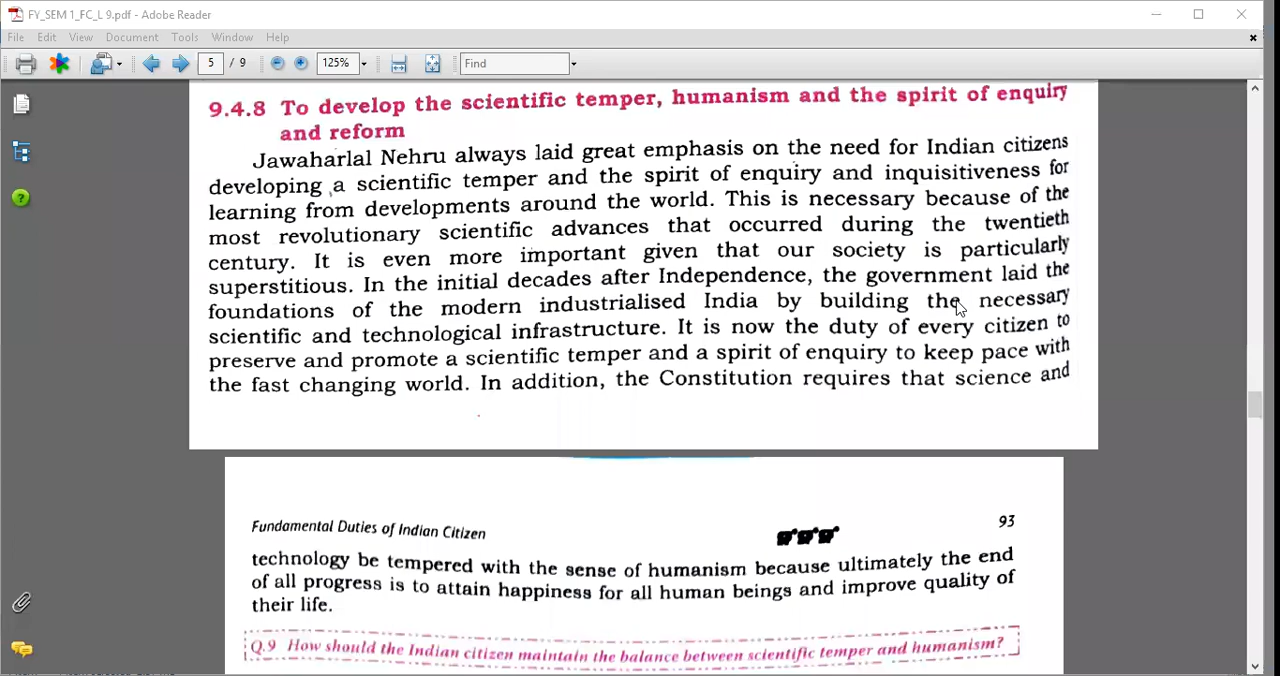 FY_SEM 1_FC_L 9.pdf - Adobe Reader
File Edit View Document Tools Window Help
5 / 9 125% Find
9.4.8 To develop the scientific temper, humanism and the spirit of enquiry
and reform
Jawaharlal Nehru always laid great emphasis on the need for Indian citizens
developing a scientific temper and the spirit of enquiry and inquisitiveness for
learning from developments around the world. This is necessary because of the
most revolutionary scientific advances that occurred during the twentieth
century. It is even more important given that our society is particularly
superstitious. In the initial decades after Independence, the government laid the
foundations of the modern industrialised India by building the necessary
scientific and technological infrastructure. It is now the duty of every citizen to
preserve and promote a scientific temper and a spirit of enquiry to keep pace with
the fast changing world. In addition, the Constitution requires that science and
Fundamental Duties of Indian Citizen 93
technology be tempered with the sense of humanism because ultimately the end
of all progress is to attain happiness for all human beings and improve quality of
their life.
Q.9 How should the Indian citizen maintain the balance between scientific temper and humanism?